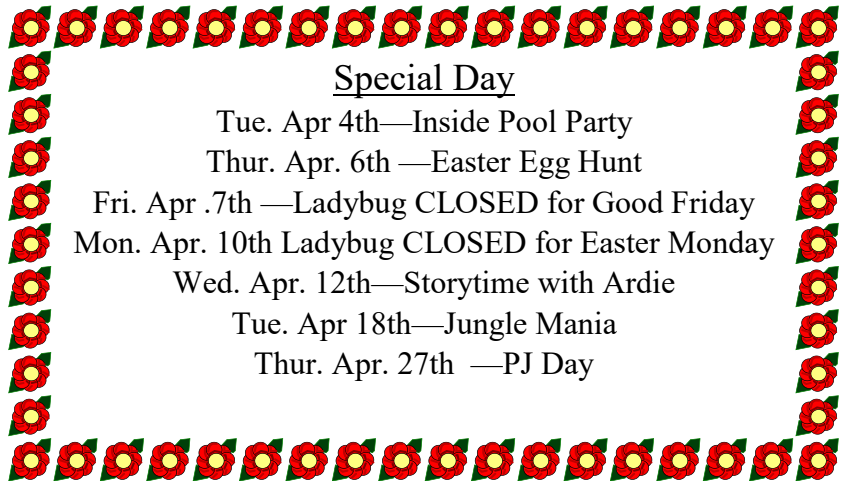 Special Day
Tue. Apr 4th—Inside Pool Party
Thur. Apr. 6th —Easter Egg Hunt
Fri. Apr .7th —Ladybug CLOSED for Good Friday
Mon. Apr. 10th Ladybug CLOSED for Easter Monday
Wed. Apr. 12th—Storytime with Ardie
Tue. Apr 18th—Jungle Mania
Thur. Apr. 27th  —PJ Day